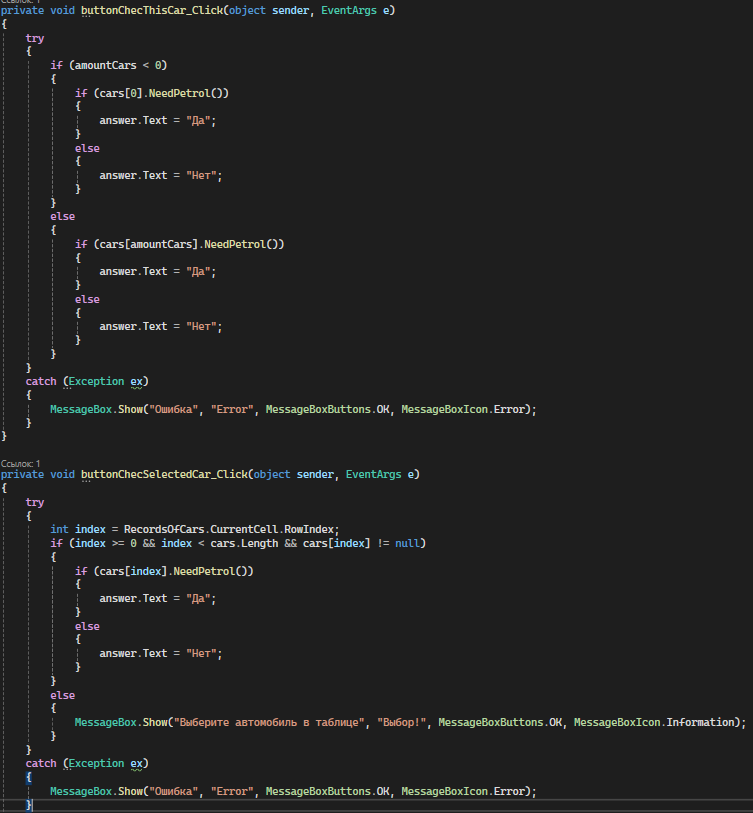 Ссылок: 1
private void buttonChecThisCar_Click(object sender, EventArgs e)
{
try
{
if (amountCars < 0)
{
if (cars[0].NeedPetrol())
{
answer.Text = "Да";
}
else
{
answer.Text = "Нет";
}
}
else
{
if (cars[amountCars].NeedPetrol())
{
answer.Text = "Да";
}
else
{
answer.Text = "Нет";
}
}
}
catch (Exception ex)
{
MessageBox.Show("Ошибка", "Error", MessageBoxButtons.OK, MessageBoxIcon.Error);
}
}
Ссылок: 1
private void buttonChecSelectedCar_Click(object sender, EventArgs e)
{
try
{
int index = RecordsOfCars.CurrentCell.RowIndex;
if (index >= 0 && index < cars.Length && cars[index] != null)
{
if (cars[index].NeedPetrol())
{
answer.Text = "Да";
}
else
{
answer.Text = "Нет";
}
}
else
{
MessageBox.Show("Выберите автомобиль в таблице", "Выбор!", MessageBoxButtons.OK, MessageBoxIcon.Information);
}
}
catch (Exception ex)
{
MessageBox.Show("Ошибка", "Error", MessageBoxButtons.OK, MessageBoxIcon.Error);
}